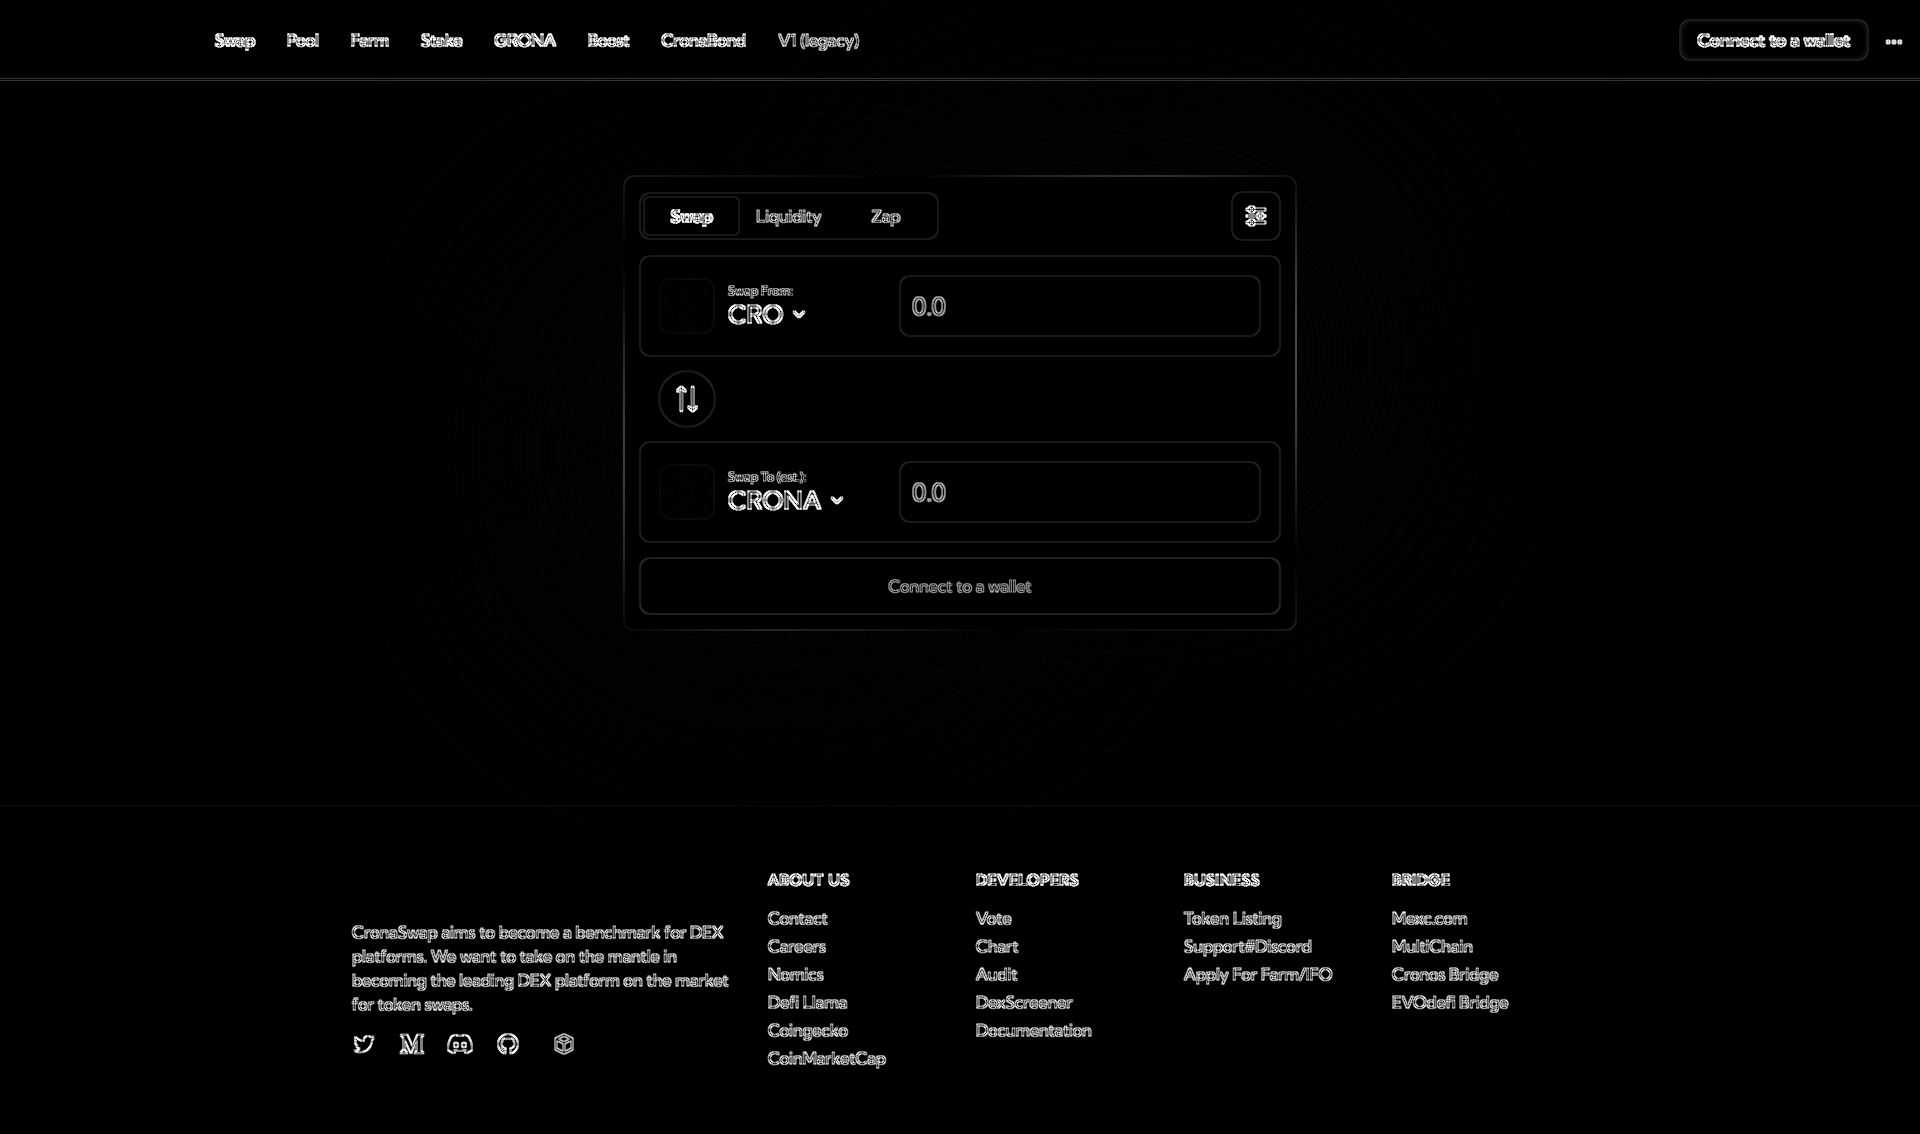 Swap Pool Farm Stake GRONA Boost CronaBond V1 (legacy) Connect to a wallet
Swap Liquidity Zap
Swap From:
CRO 0.0
Swap To (est.):
CRONA 0.0
Connect to a wallet
CronaSwap aims to become a benchmark for DEX
platforms. We want to take on the mantle in
becoming the leading DEX platform on the market
for token swaps.
ABOUT US
Contact
Careers
Nomics
Defi Llama
Coingecko
CoinMarketCap
DEVELOPERS
Vote
Chart
Audit
DexScreener
Documentation
BUSINESS
Token Listing
Support#Discord
Apply For Farm/IFO
BRIDGE
Mexc.com
MultiChain
Cronos Bridge
EVOdefi Bridge